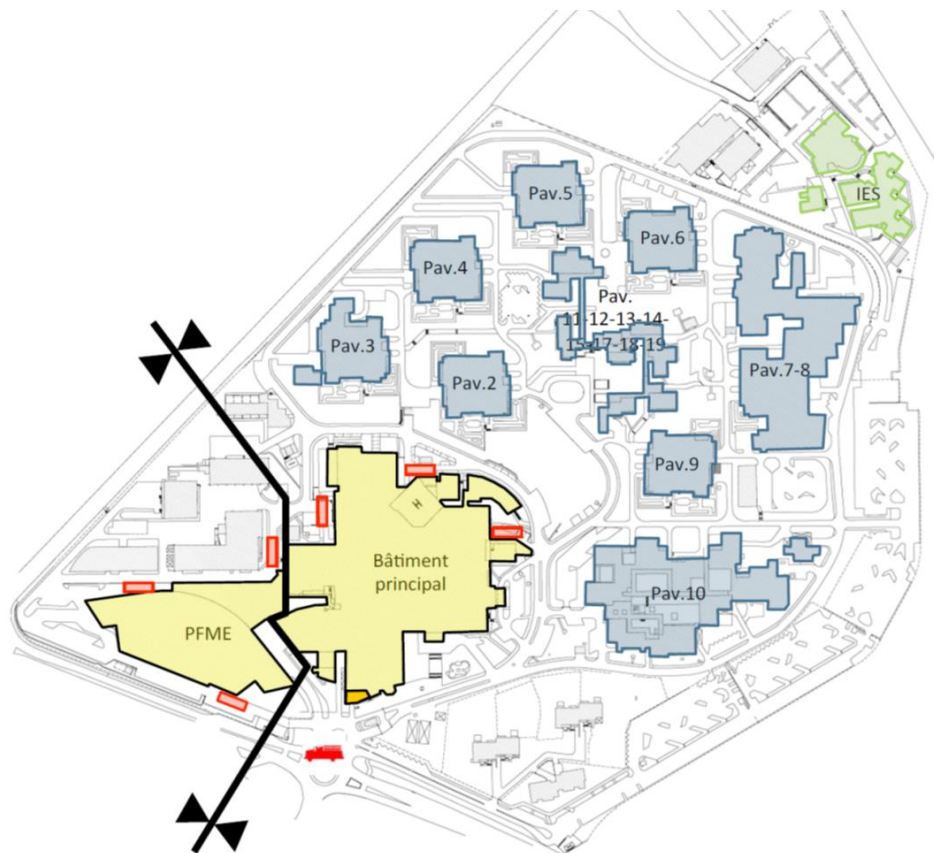 Pav.5
IES
Pav.6
Pav.4
Pav.
11-12-13-14-
15-17-18-19
Pav.3
Pav.7-8
Pav.2
Pav.9
H
Bâtiment
principal
Pav.10
PFME